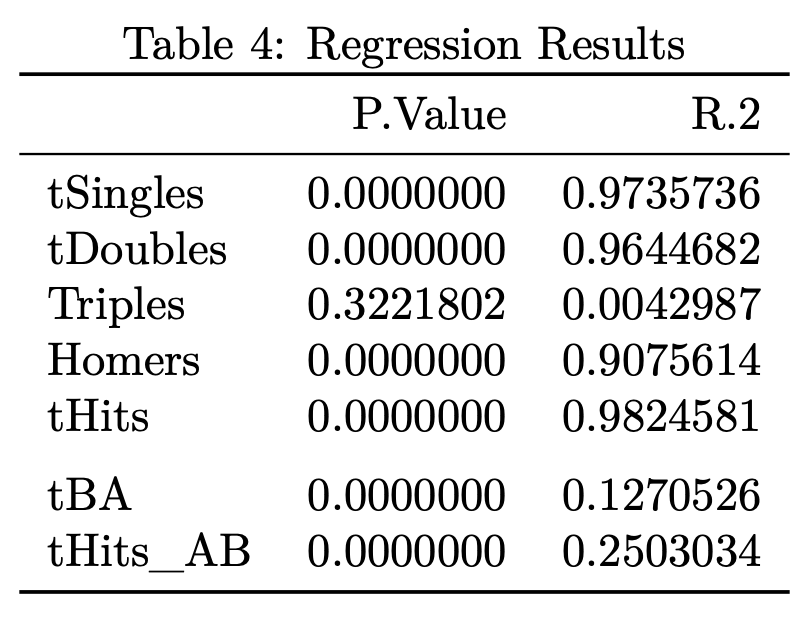 Table 4: Regression Results
P.Value R.2
tSingles 0.0000000 0.9735736
tDoubles 0.0000000 0.9644682
Triples 0.3221802 0.0042987
Homers 0.0000000 0.9075614
tHits 0.0000000 0.9824581
tBA 0.0000000 0.1270526
tHits_AB 0.0000000 0.2503034